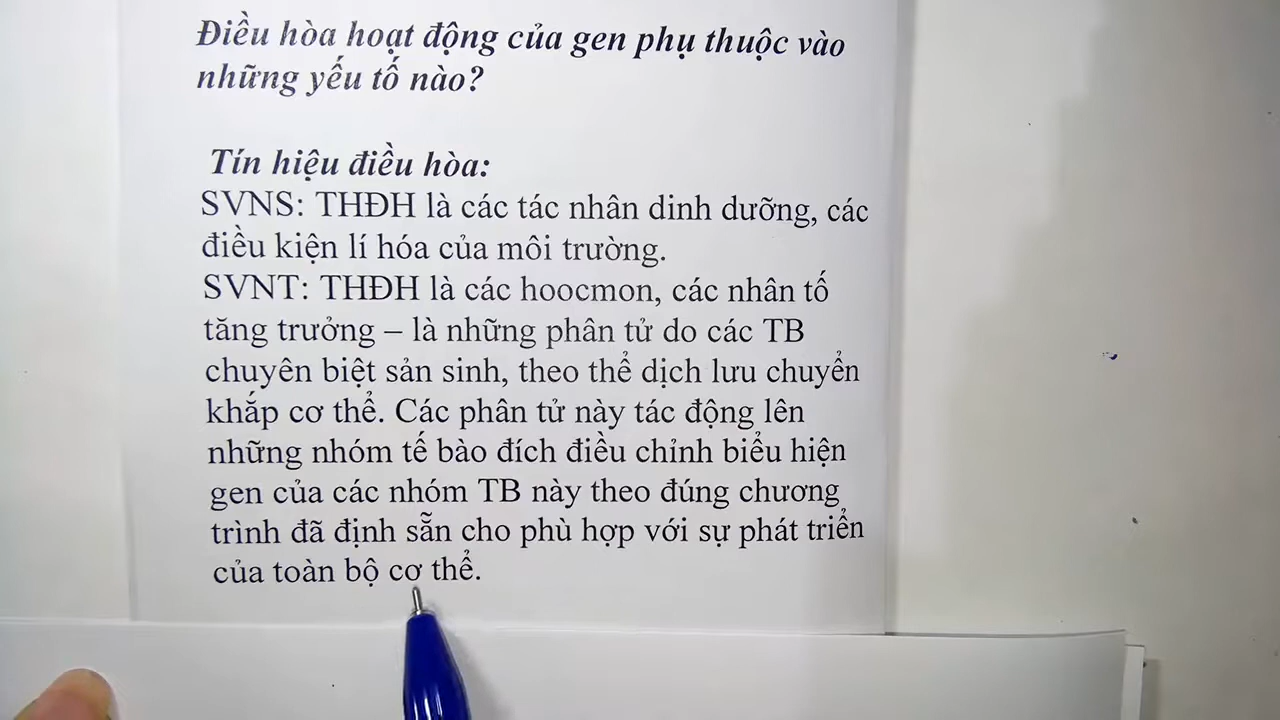 Điều hòa hoạt động của gen phụ thuộc vào
những yếu tố nào?
Tín hiệu điều hòa:
SVNS: THĐH là các tác nhân dinh dưỡng, các
điều kiện lí hóa của môi trường.
SVNT: THĐH là các hoocmon, các nhân tố
tăng trưởng – là những phân tử do các TB
chuyên biệt sản sinh, theo thể dịch lưu chuyển
khắp cơ thể. Các phân tử này tác động lên
những nhóm tế bào đích điều chỉnh biểu hiện
gen của các nhóm TB này theo đúng chương
trình đã định sẵn cho phù hợp với sự phát triển
của toàn bộ cơ thể.